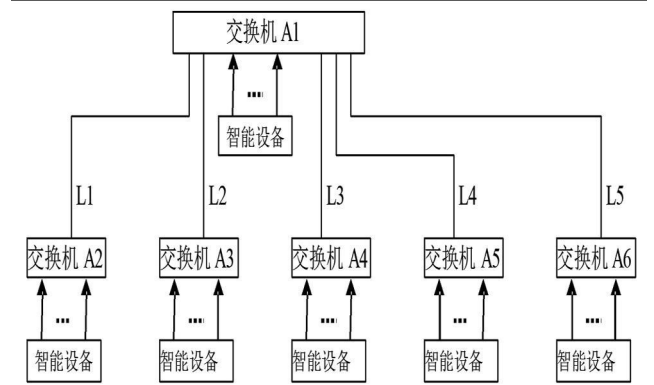 交换机 A1
智能设备
L1 L2 L3 L4 L5
交换机 A2 交换机 A3 交换机 A4 交换机 A5 交换机 A6
智能设备 智能设备 智能设备 智能设备 智能设备